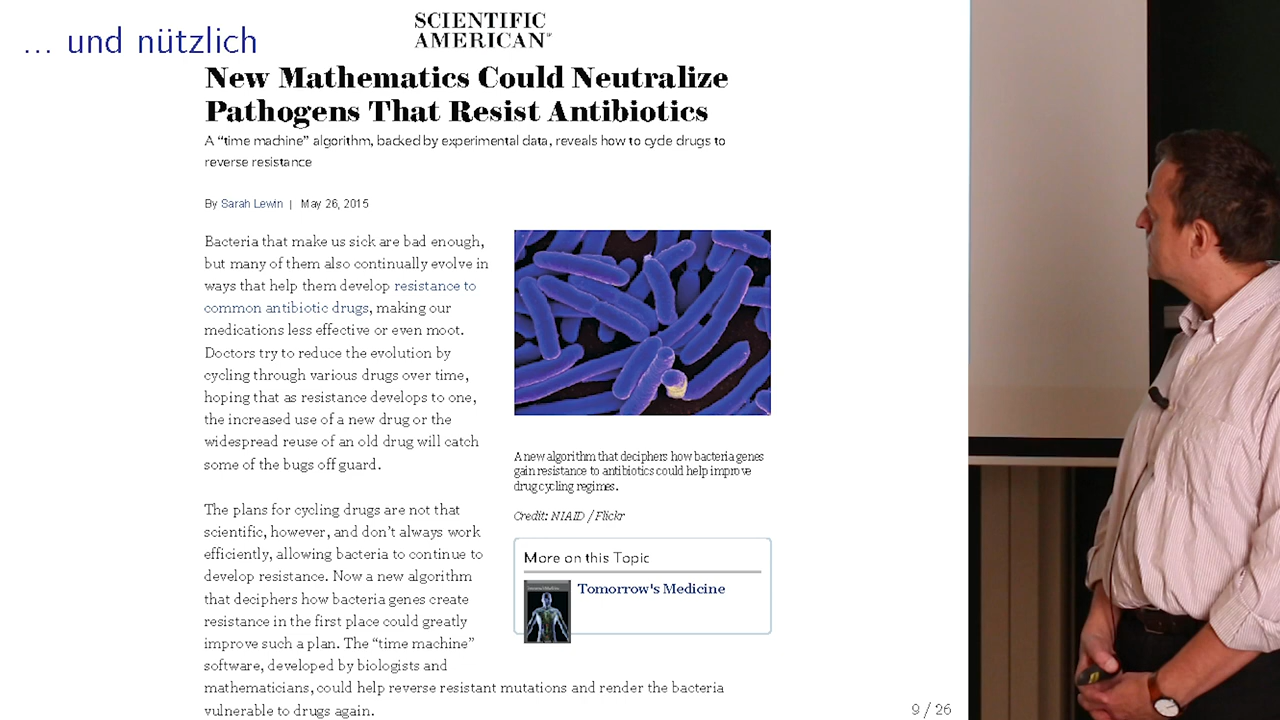 ... und nützlich
SCIENTIFIC
AMERICAN
New Mathematics Could Neutralize
Pathogens That Resist Antibiotics
A “time machine” algorithm, backed by experimental data, reveals how to cycle drugs to
reverse resistance
By Sarah Lewin | May 26, 2015
Bacteria that make us sick are bad enough,
but many of them also continually evolve in
ways that help them develop resistance to
common antibiotic drugs, making our
medications less effective or even moot.
Doctors try to reduce the evolution by
cycling through various drugs over time,
hoping that as resistance develops to one,
the increased use of a new drug or the
widespread reuse of an old drug will catch
some of the bugs off guard.
The plans for cycling drugs are not that
scientific, however, and don’t always work
efficiently, allowing bacteria to continue to
develop resistance. Now a new algorithm
that deciphers how bacteria genes create
resistance in the first place could greatly
improve such a plan. The “time machine”
software, developed by biologists and
mathematicians, could help reverse resistant mutations and render the bacteria
vulnerable to drugs again.
A new algorithm that deciphers how bacteria genes
gain resistance to antibiotics could help improve
drug cycling regimes.
Credit: NIAID / Flickr
More on this Topic
Tomorrow's Medicine
9 / 26